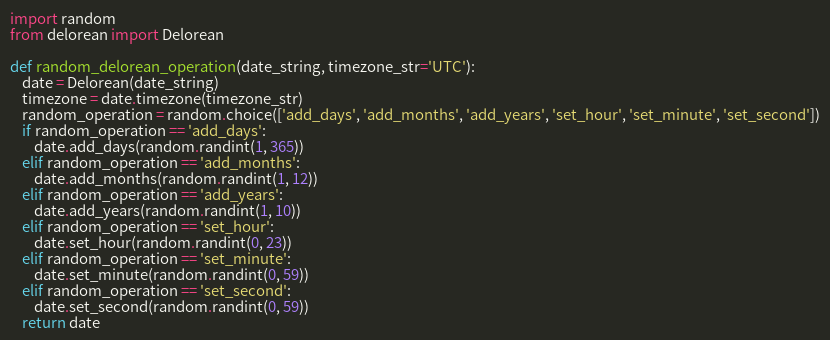 import random
from delorean import Delorean

def random_delorean_operation(date_string, timezone_str='UTC'):
    date = Delorean(date_string)
    timezone = date.timezone(timezone_str)
    random_operation = random.choice(['add_days', 'add_months', 'add_years', 'set_hour', 'set_minute', 'set_second'])
    if random_operation == 'add_days':
        date.add_days(random.randint(1, 365))
    elif random_operation == 'add_months':
        date.add_months(random.randint(1, 12))
    elif random_operation == 'add_years':
        date.add_years(random.randint(1, 10))
    elif random_operation == 'set_hour':
        date.set_hour(random.randint(0, 23))
    elif random_operation == 'set_minute':
        date.set_minute(random.randint(0, 59))
    elif random_operation == 'set_second':
        date.set_second(random.randint(0, 59))
    return date